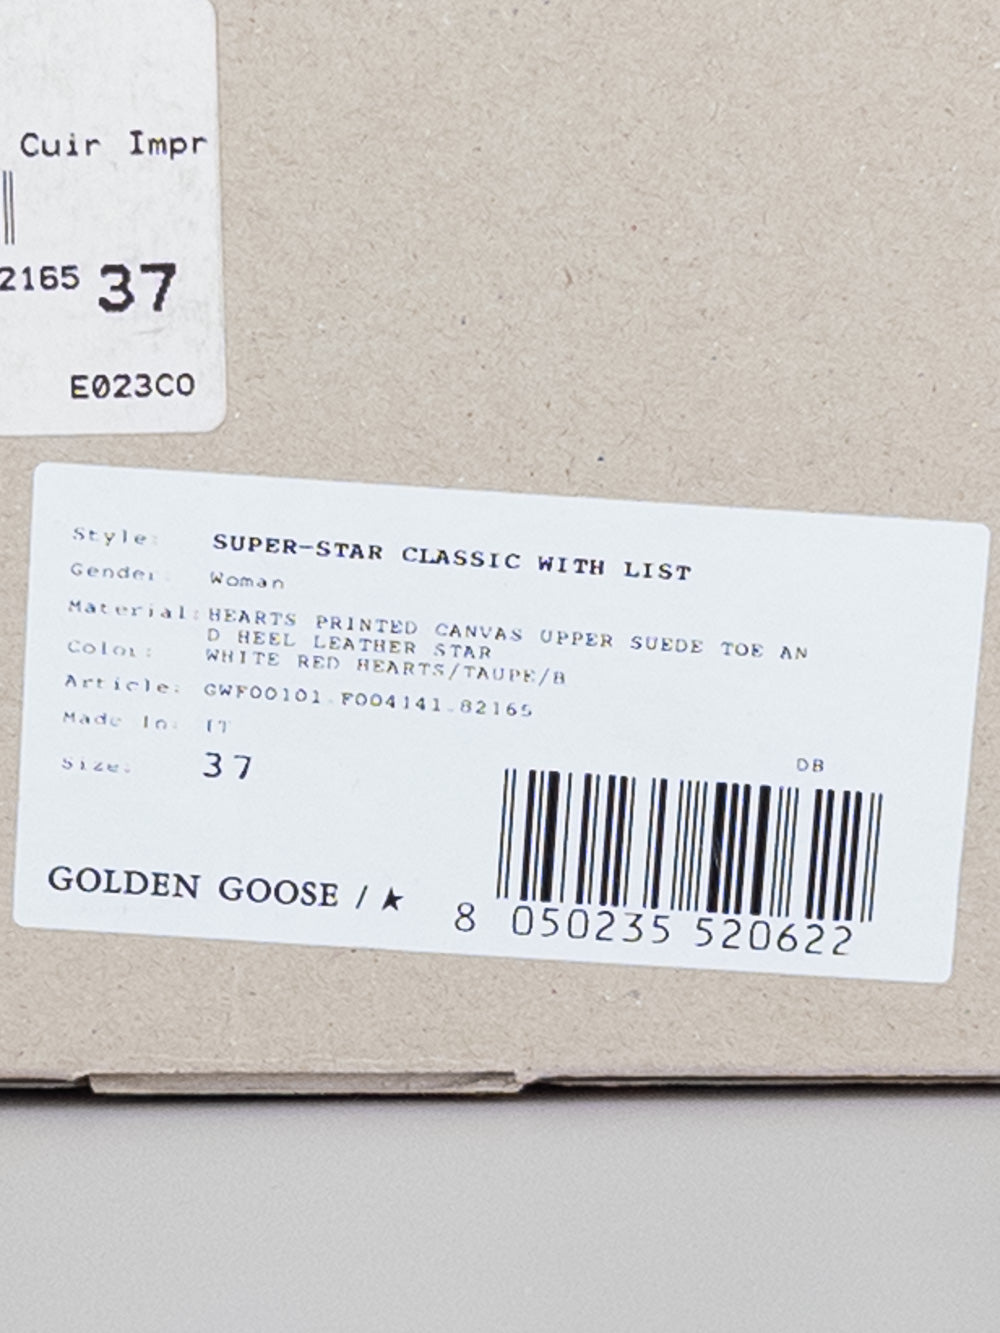 Cuir Impr
2165 37
E023CO
Style: SUPER-STAR CLASSIC WITH LIST
Gender: Woman
Material: HEARTS PRINTED CANVAS UPPER SUEDE TOE AN
D HEEL LEATHER STAR
Color: WHITE RED HEARTS/TAUPE/B
Article: GWF00101.F004141.82165
Made In: IT
Size: 37
DB
GOLDEN GOOSE / ★
8 050235 520622